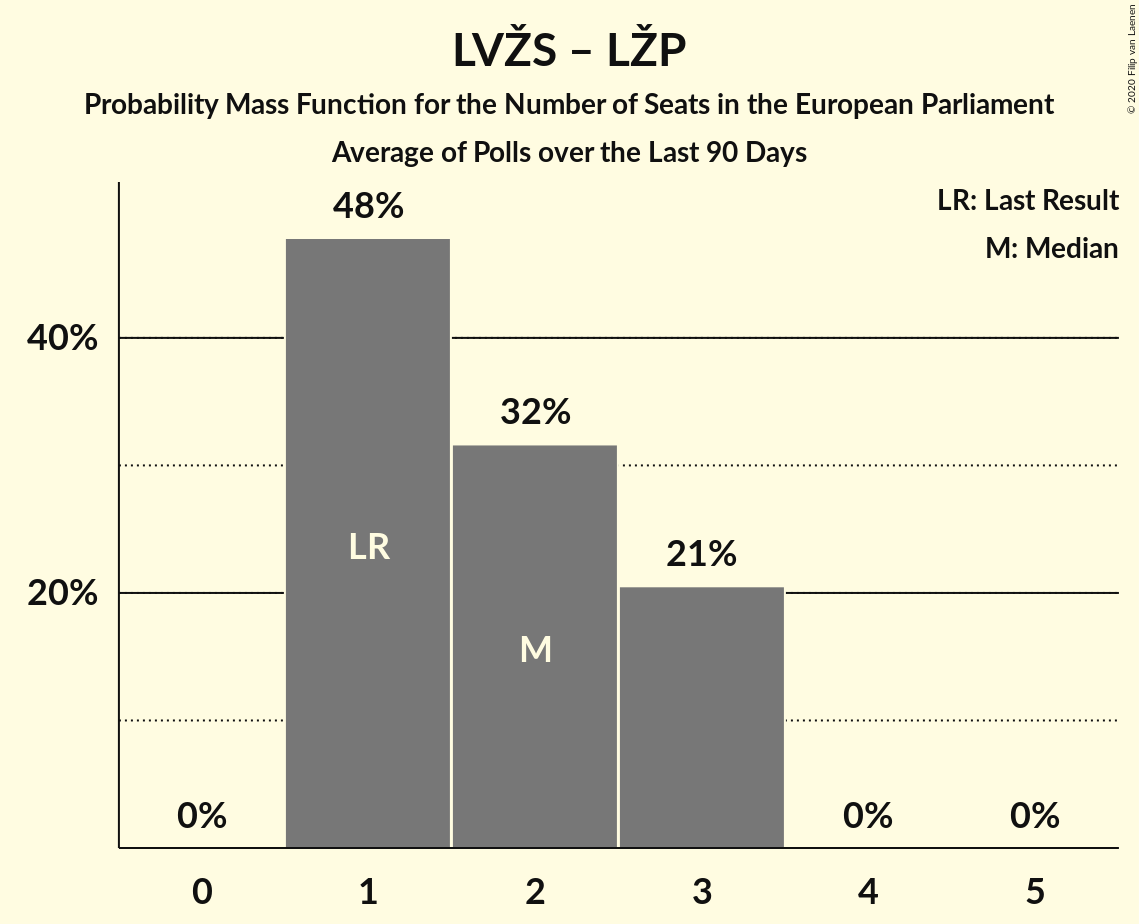 LVŽS – LŽP
Probability Mass Function for the Number of Seats in the European Parliament
Average of Polls over the Last 90 Days
© 2020 Filip van Laenen
LR: Last Result
M: Median
48%
40%
32%
LR
21%
20%
M
0%
0%
0%
0 1 2 3 4 5